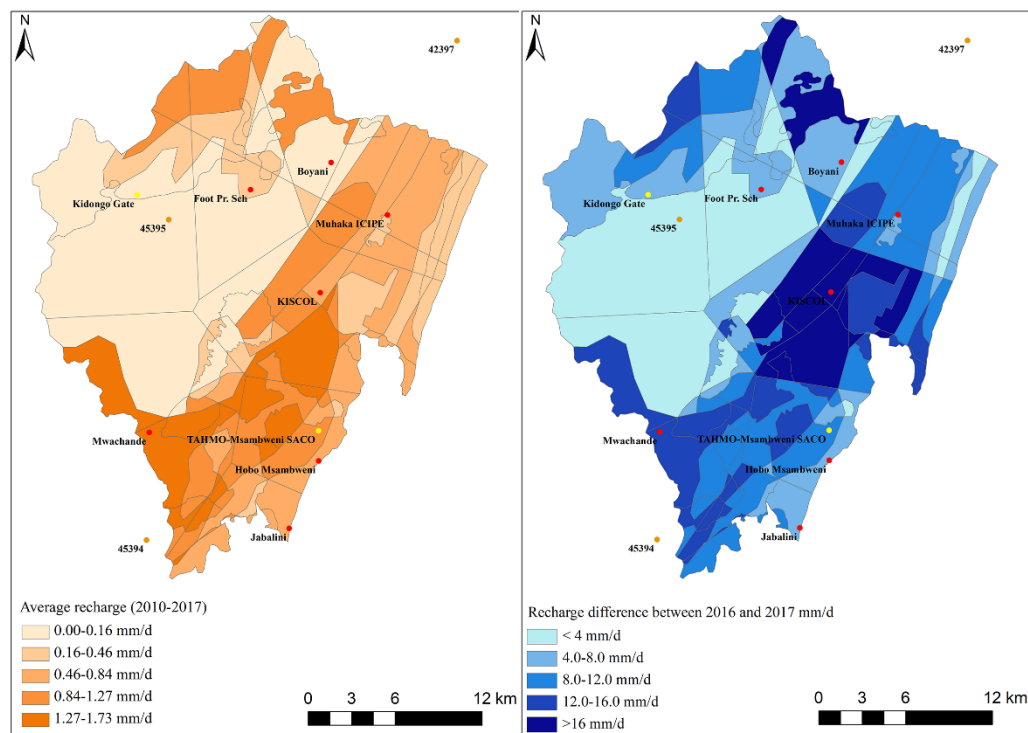 N
42397
Boyani
Kidongo Gate
Foot Pr. Sch
45395
Muhaka ICIPE
KISCOL
Mwachande
TAHMO-Msambweni SACO
Hobo Msambweni
Jabalini
45394
Average recharge (2010-2017)
0.00-0.16 mm/d
0.16-0.46 mm/d
0.46-0.84 mm/d
0.84-1.27 mm/d
1.27-1.73 mm/d
0 3 6 12 km
N
42397
Boyani
Kidongo Gate
Foot Pr. Sch
45395
Muhaka ICIPE
KISCOL
Mwachande
TAHMO-Msambweni SACO
Hobo Msambweni
Jabalini
45394
Recharge difference between 2016 and 2017 mm/d
< 4 mm/d
4.0-8.0 mm/d
8.0-12.0 mm/d
12.0-16.0 mm/d
>16 mm/d
0 3 6 12 km